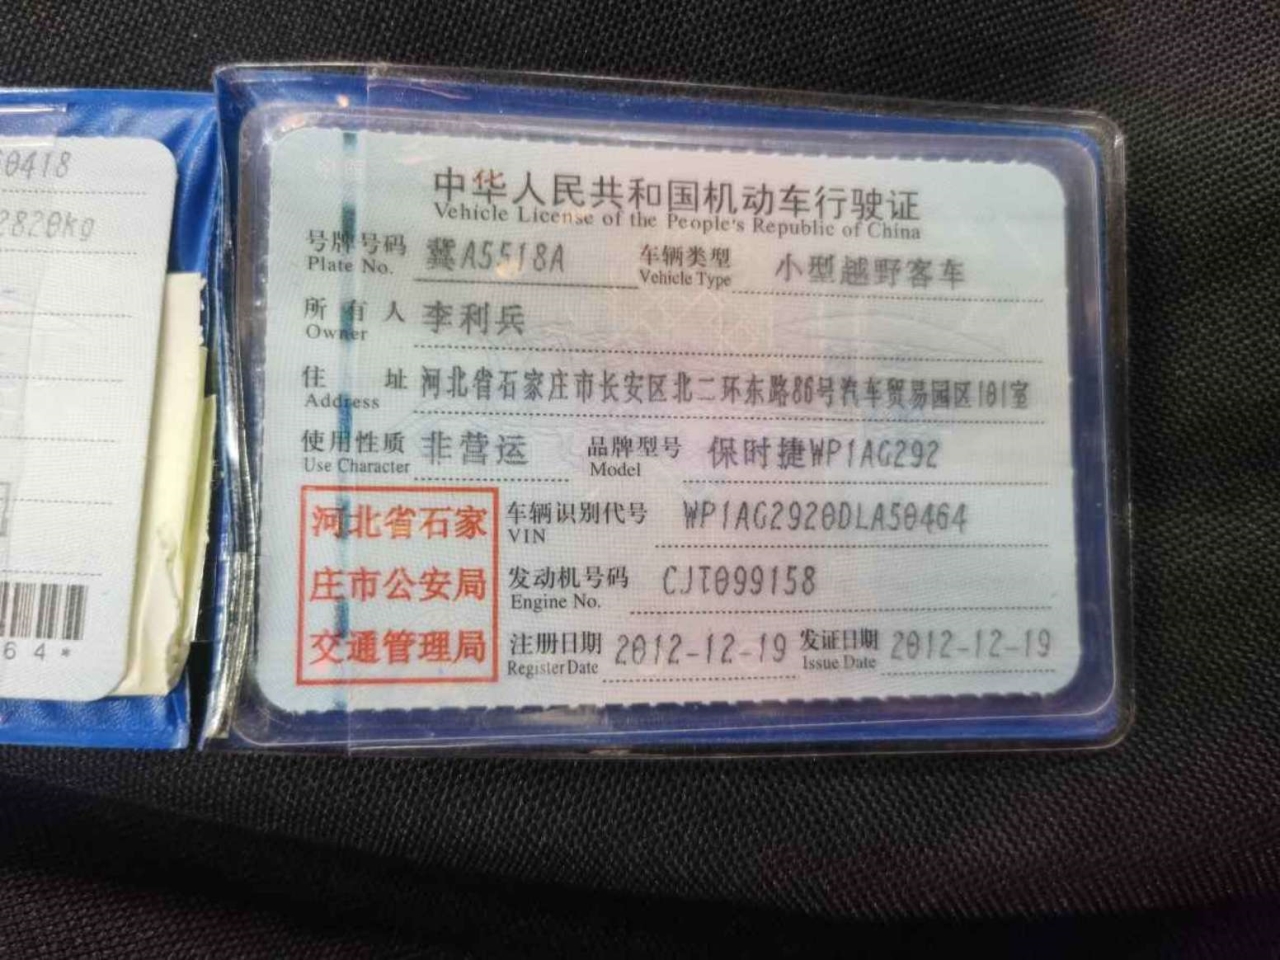 0418
2820kg
64*
中华人民共和国机动车行驶证
Vehicle License of the People's Republic of China
号牌号码 冀A5518A 车辆类型 小型越野客车
Plate No. Vehicle Type
所有人 李利兵
Owner
住址 河北省石家庄市长安区北二环东路86号汽车贸易园区101室
Address
使用性质 非营运 品牌型号 保时捷WP1AG292
Use Character Model
河北省石家 车辆识别代号 WP1AG2920DLA50464
VIN
庄市公安局 发动机号码 CJT099158
Engine No.
交通管理局 注册日期 2012-12-19 发证日期 2012-12-19
Register Date Issue Date